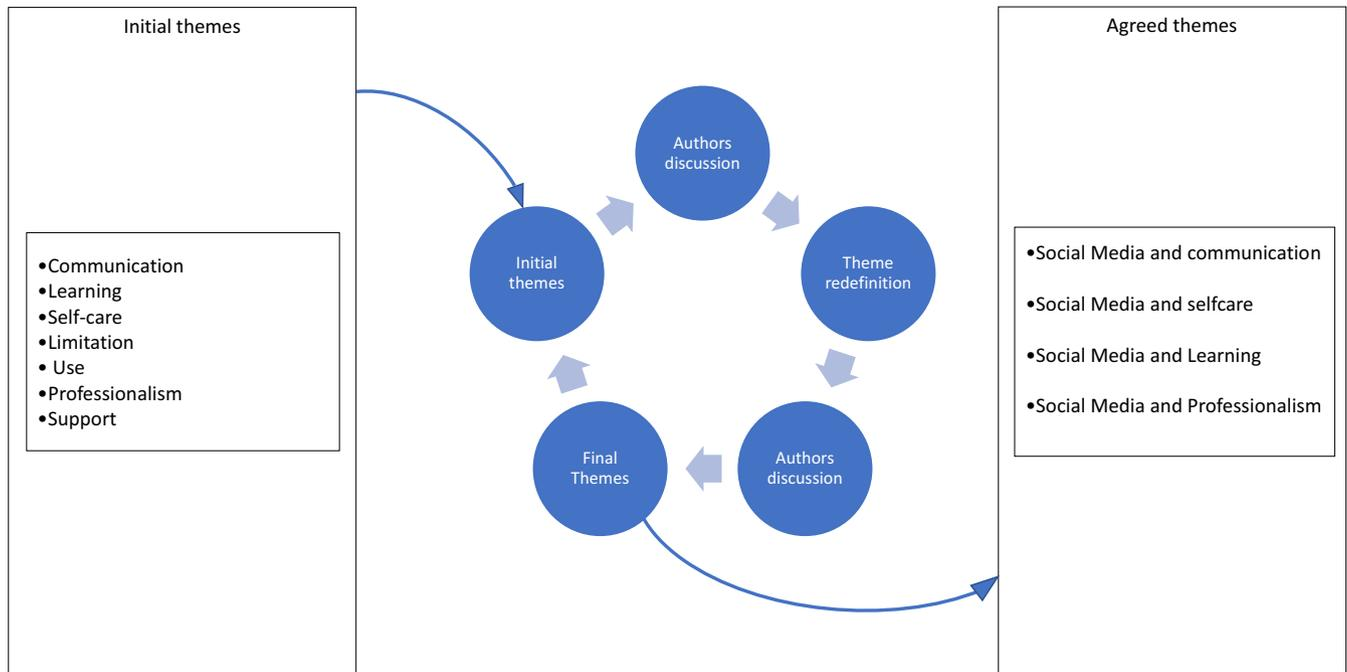 Initial themes
•Communication
•Learning
•Self-care
•Limitation
• Use
•Professionalism
•Support
Authors
discussion
Initial
themes
Theme
redefinition
Final
Themes
Authors
discussion
Agreed themes
•Social Media and communication
•Social Media and selfcare
•Social Media and Learning
•Social Media and Professionalism